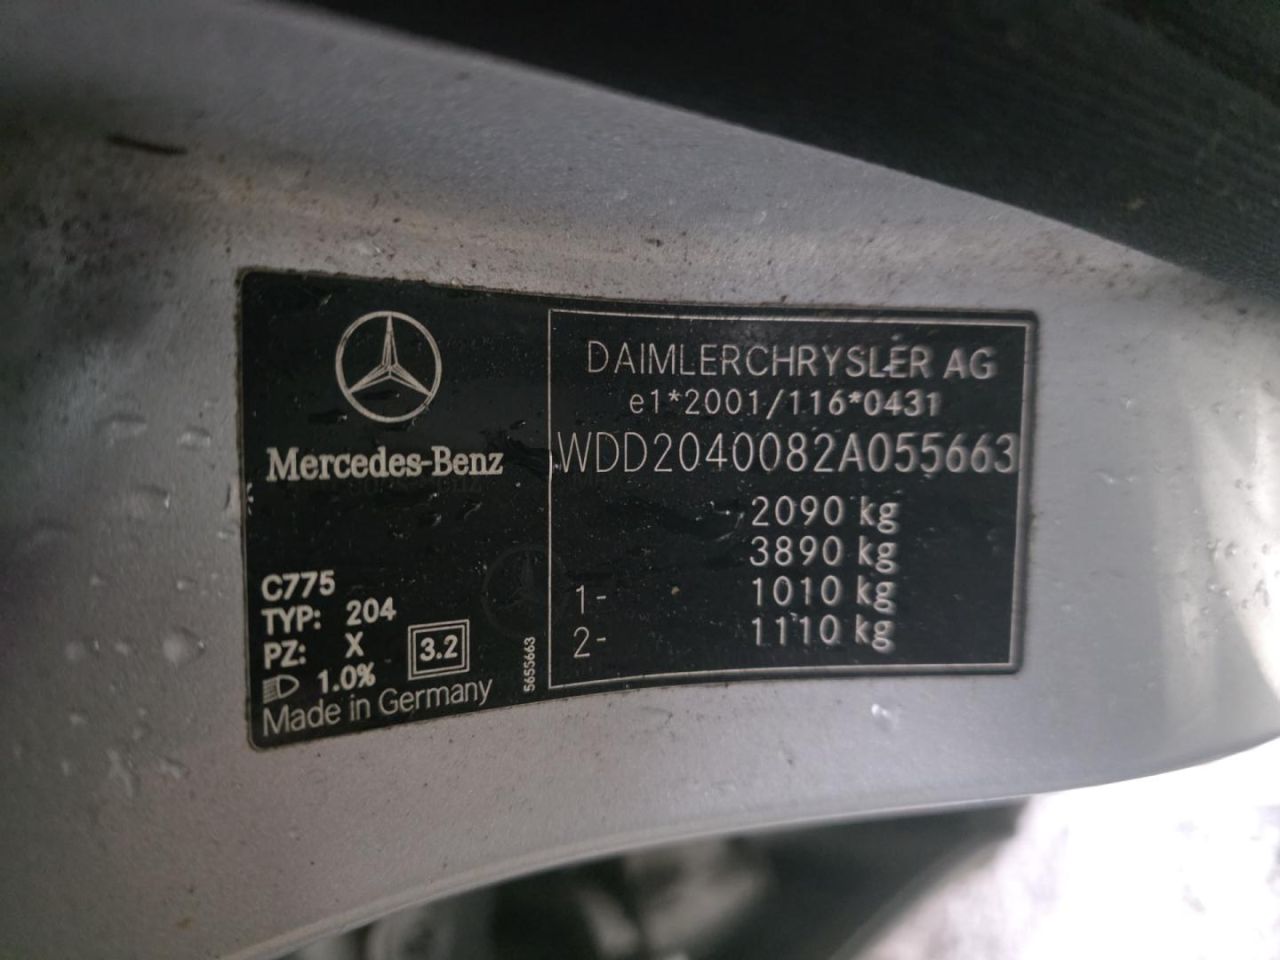 Mercedes-Benz
C775
TYP: 204
PZ: X
3.2
1.0%
Made in Germany
5655663
DAIMLERCHRYSLER AG
e1*2001/116*0431
WDD2040082A055663
2090 kg
3890 kg
1- 1010 kg
2- 1110 kg